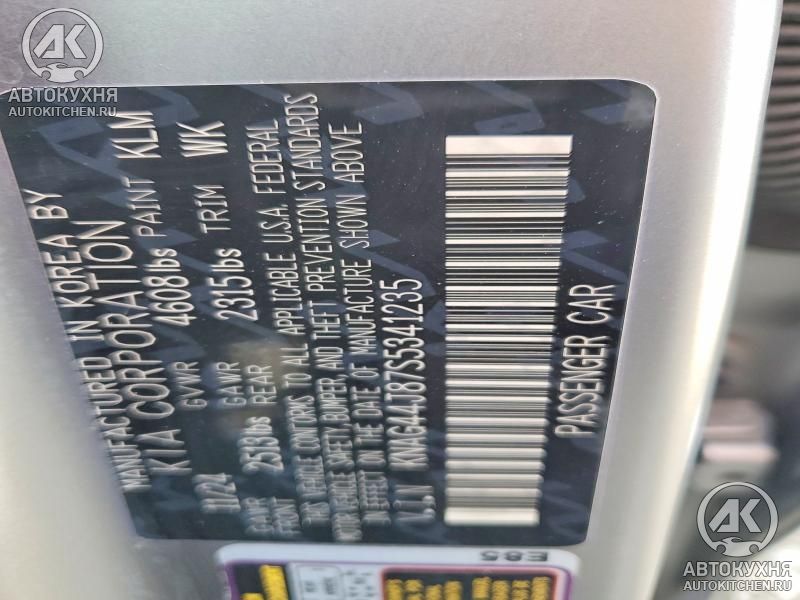 AK
АВТОКУХНЯ
AUTOKITCHEN.RU
MANUFACTURED IN KOREA BY
KIA CORPORATION
11/24 GVWR 4608lbs PAINT KLM
GAWR FRONT 2513lbs GAWR REAR 2315lbs TRIM WK
THIS VEHICLE CONFORMS TO ALL APPLICABLE U.S.A. FEDERAL
MOTOR VEHICLE SAFETY, BUMPER AND THEFT PREVENTION STANDARDS
IN EFFECT ON THE DATE OF MANUFACTURE SHOWN ABOVE
V.I.N KNAG44J87S5341235
PASSENGER CAR
E85
AK
АВТОКУХНЯ
AUTOKITCHEN.RU